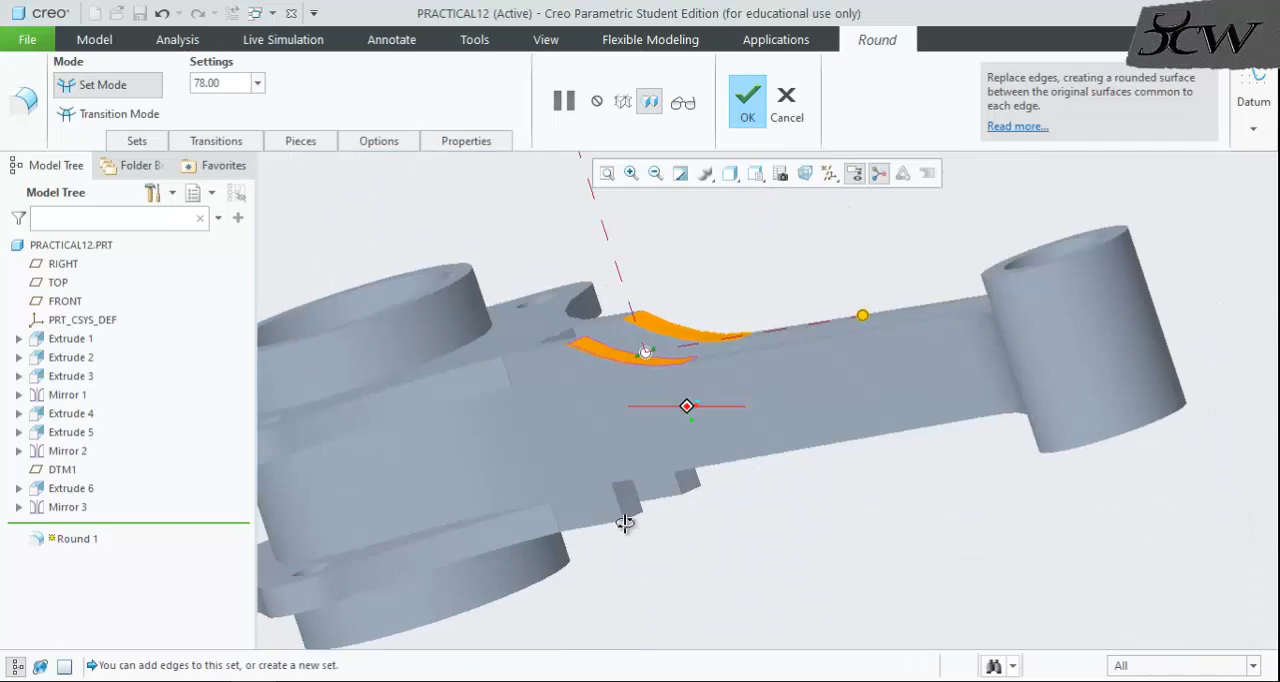 creo
PRACTICAL12 (Active) - Creo Parametric Student Edition (for educational use only)
File Model Analysis Live Simulation Annotate Tools View Flexible Modeling Applications Round
Mode
Set Mode
Transition Mode
Settings
78.00
OK
Cancel
Replace edges, creating a rounded surface
between the original surfaces common to
each edge.
Read more...
Datum
Sets Transitions Pieces Options Properties
Model Tree Folder B Favorites
Model Tree
PRACTICAL12.PRT
RIGHT
TOP
FRONT
PRT_CSYS_DEF
Extrude 1
Extrude 2
Extrude 3
Mirror 1
Extrude 4
Extrude 5
Mirror 2
DTM1
Extrude 6
Mirror 3
Round 1
You can add edges to this set, or create a new set.
All